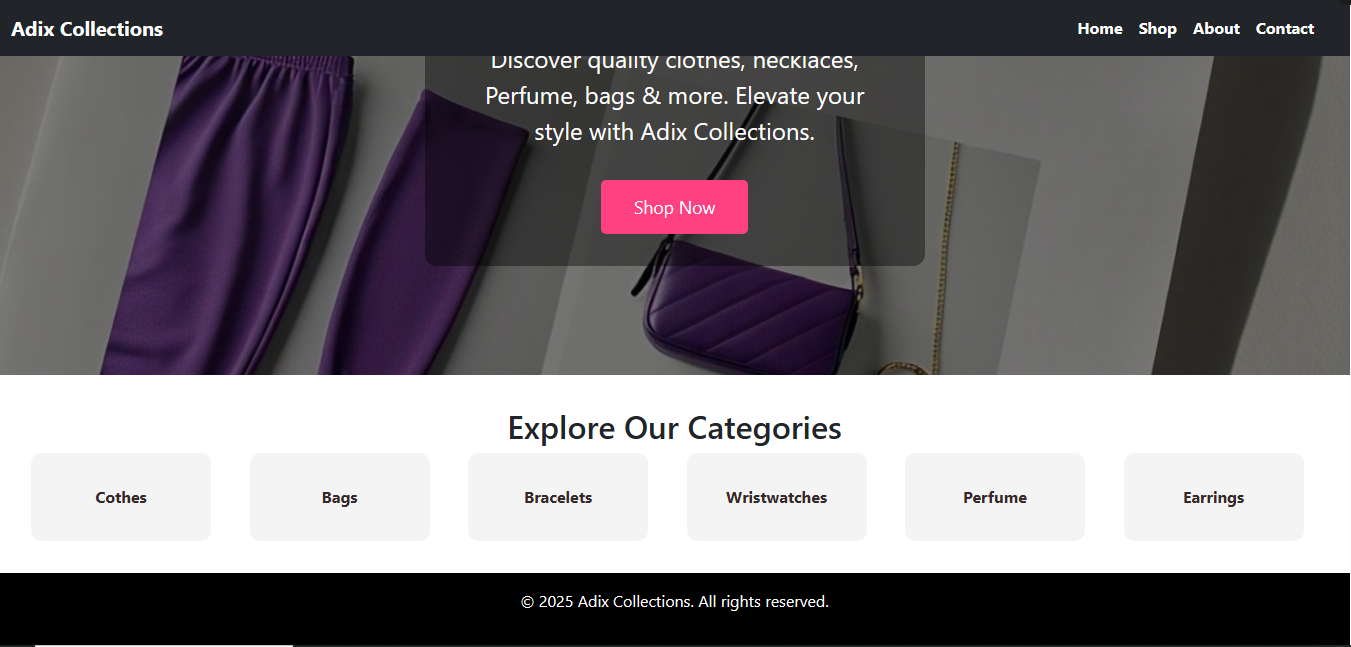 Adix Collections
Home Shop About Contact
Discover quality clothes, necklaces,
Perfume, bags & more. Elevate your
style with Adix Collections.
Shop Now
Explore Our Categories
Cothes
Bags
Bracelets
Wristwatches
Perfume
Earrings
© 2025 Adix Collections. All rights reserved.